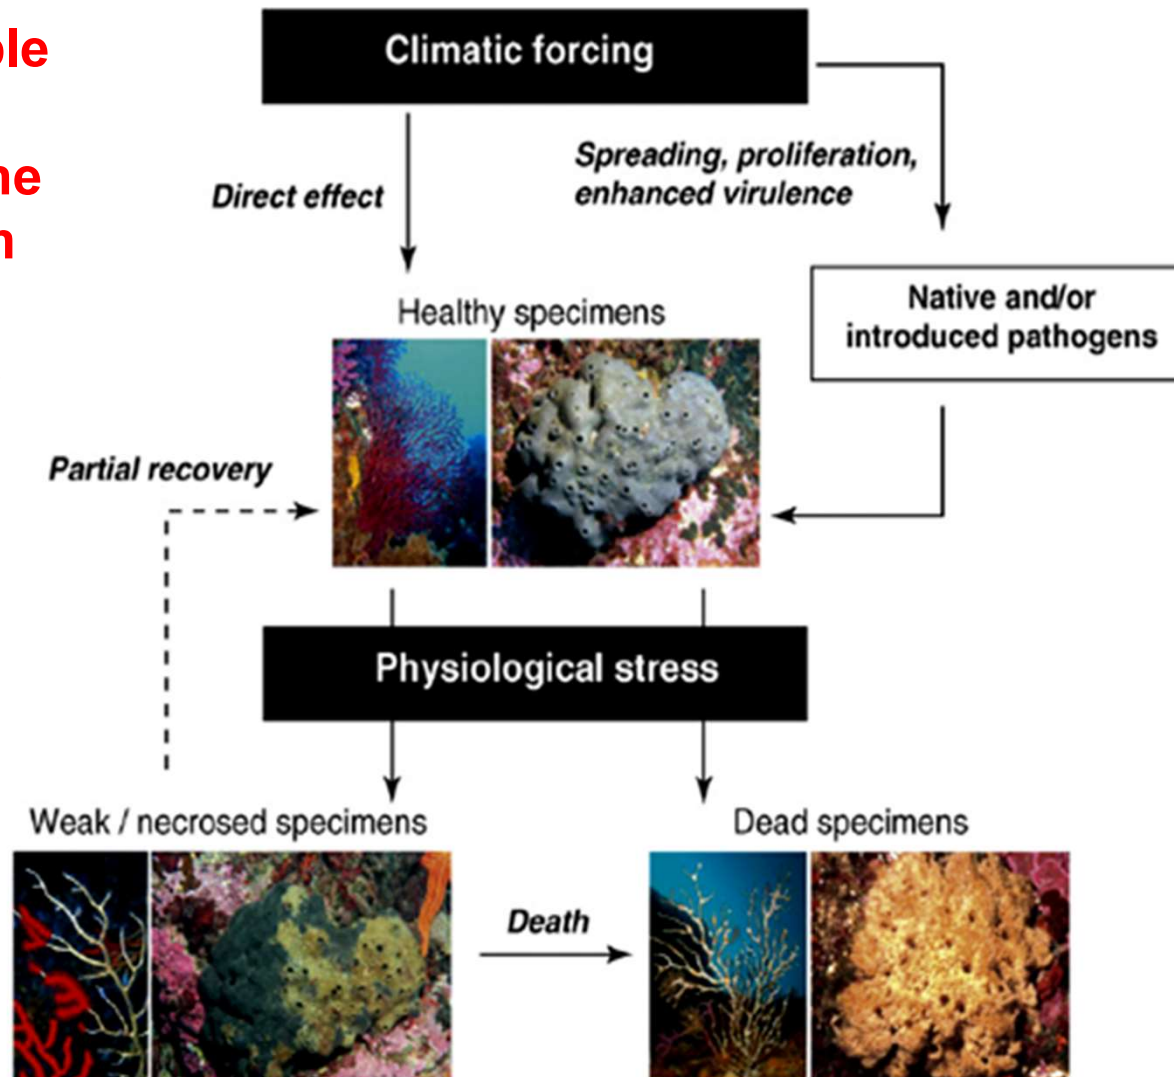 Climatic forcing
Spreading, proliferation,
enhanced virulence
Direct effect
Native and/or
introduced pathogens
Healthy specimens
Partial recovery
Physiological stress
Weak / necrosed specimens
Dead specimens
Death